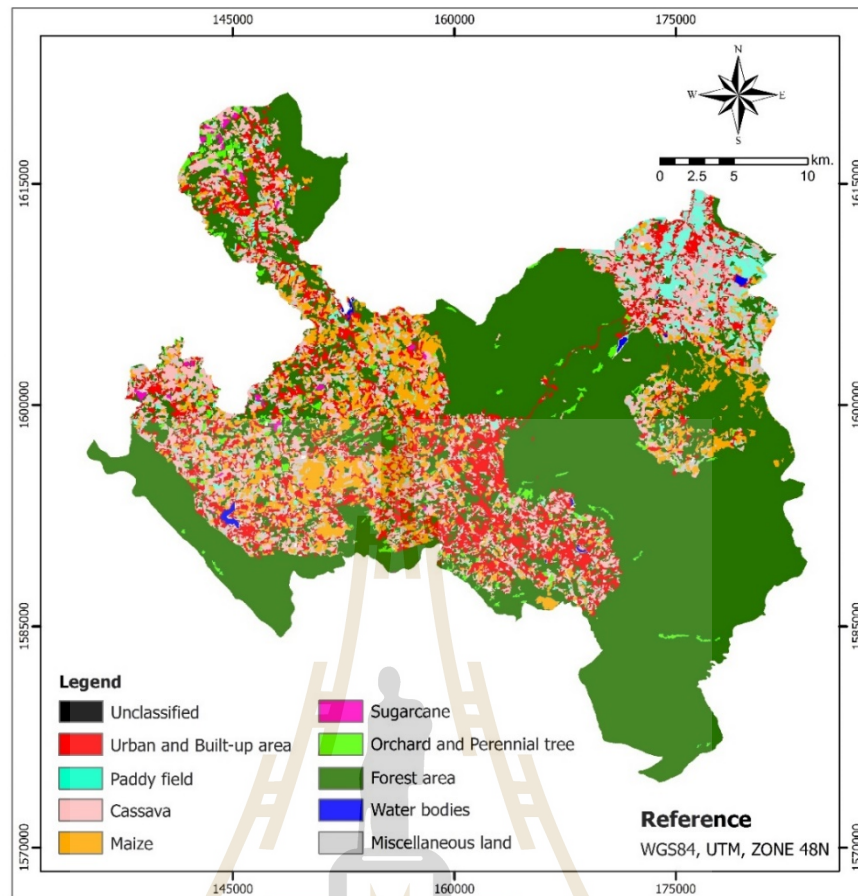 145000 160000 175000
N
W E
S
0 2.5 5 10 km.
1615000 1615000
1600000 1600000
1585000 1585000
1570000 1570000
Legend
Unclassified
Urban and Built-up area
Paddy field
Cassava
Maize
Sugarcane
Orchard and Perennial tree
Forest area
Water bodies
Miscellaneous land
Reference
WGS84, UTM, ZONE 48N
145000 160000 175000